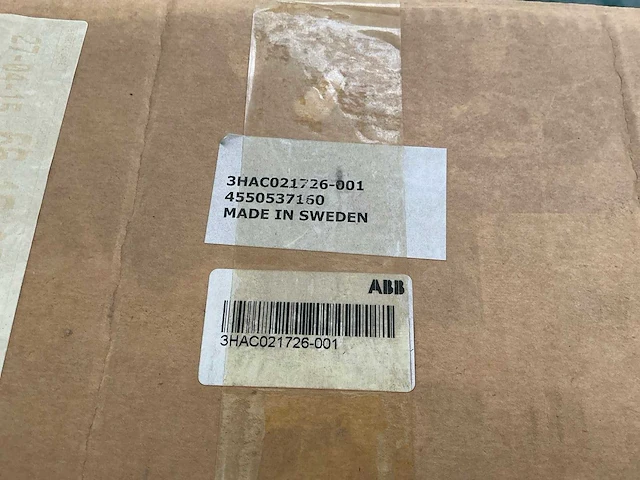 3HAC021726-001
4550537160
MADE IN SWEDEN
ABB
3HAC021726-001